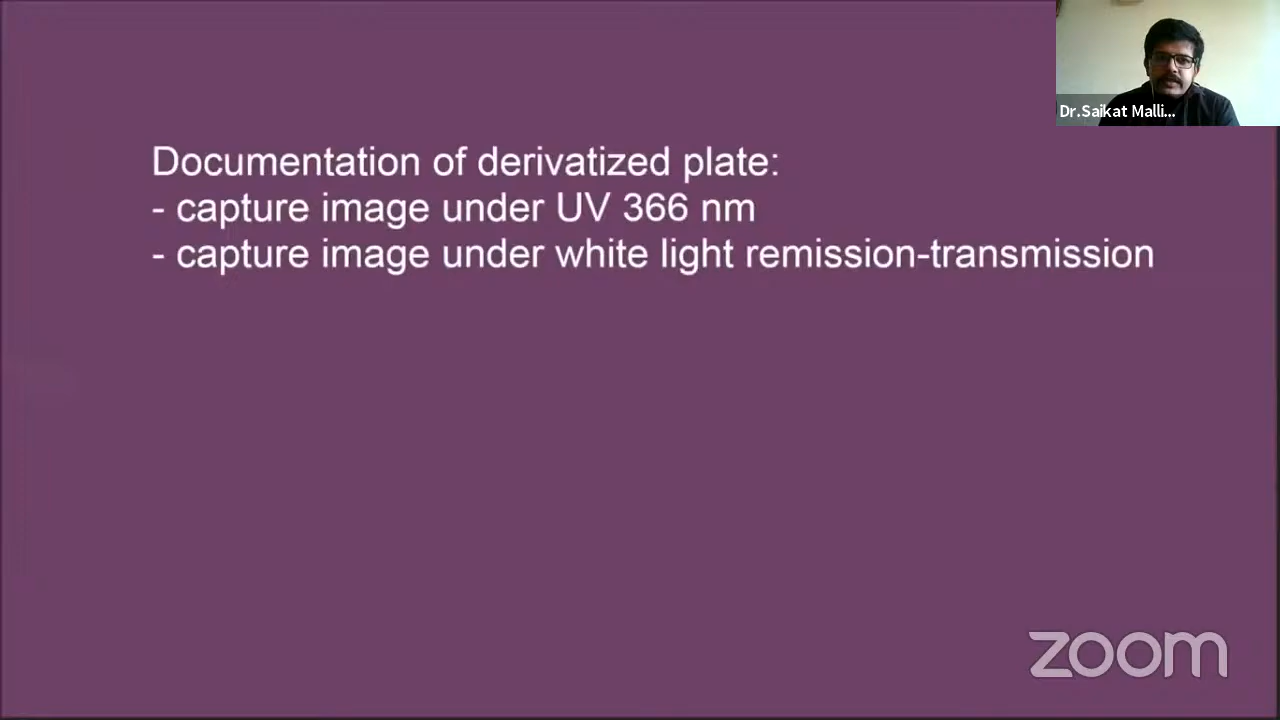 Dr.Saikat Malli...
Documentation of derivatized plate:
- capture image under UV 366 nm
- capture image under white light remission-transmission
zoom